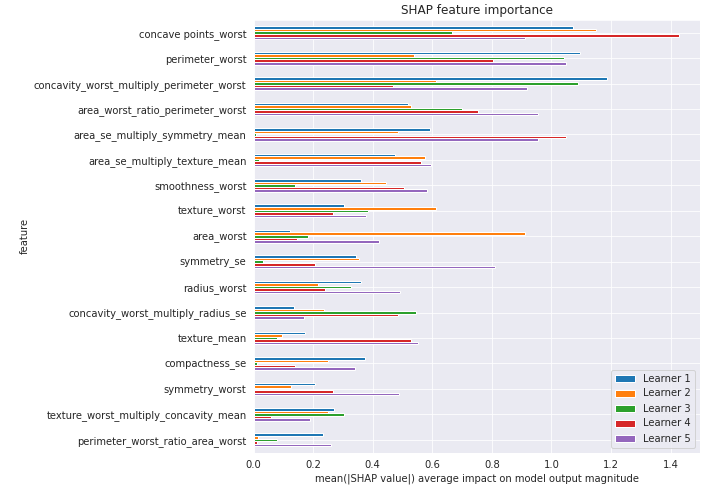 SHAP feature importance
concave points_worst
perimeter_worst
concavity_worst_multiply_perimeter_worst
area_worst_ratio_perimeter_worst
area_se_multiply_symmetry_mean
area_se_multiply_texture_mean
smoothness_worst
texture_worst
area_worst
symmetry_se
radius_worst
concavity_worst_multiply_radius_se
texture_mean
compactness_se
symmetry_worst
texture_worst_multiply_concavity_mean
perimeter_worst_ratio_area_worst
feature
Learner 1
Learner 2
Learner 3
Learner 4
Learner 5
0.0 0.2 0.4 0.6 0.8 1.0 1.2 1.4
mean(|SHAP value|) average impact on model output magnitude